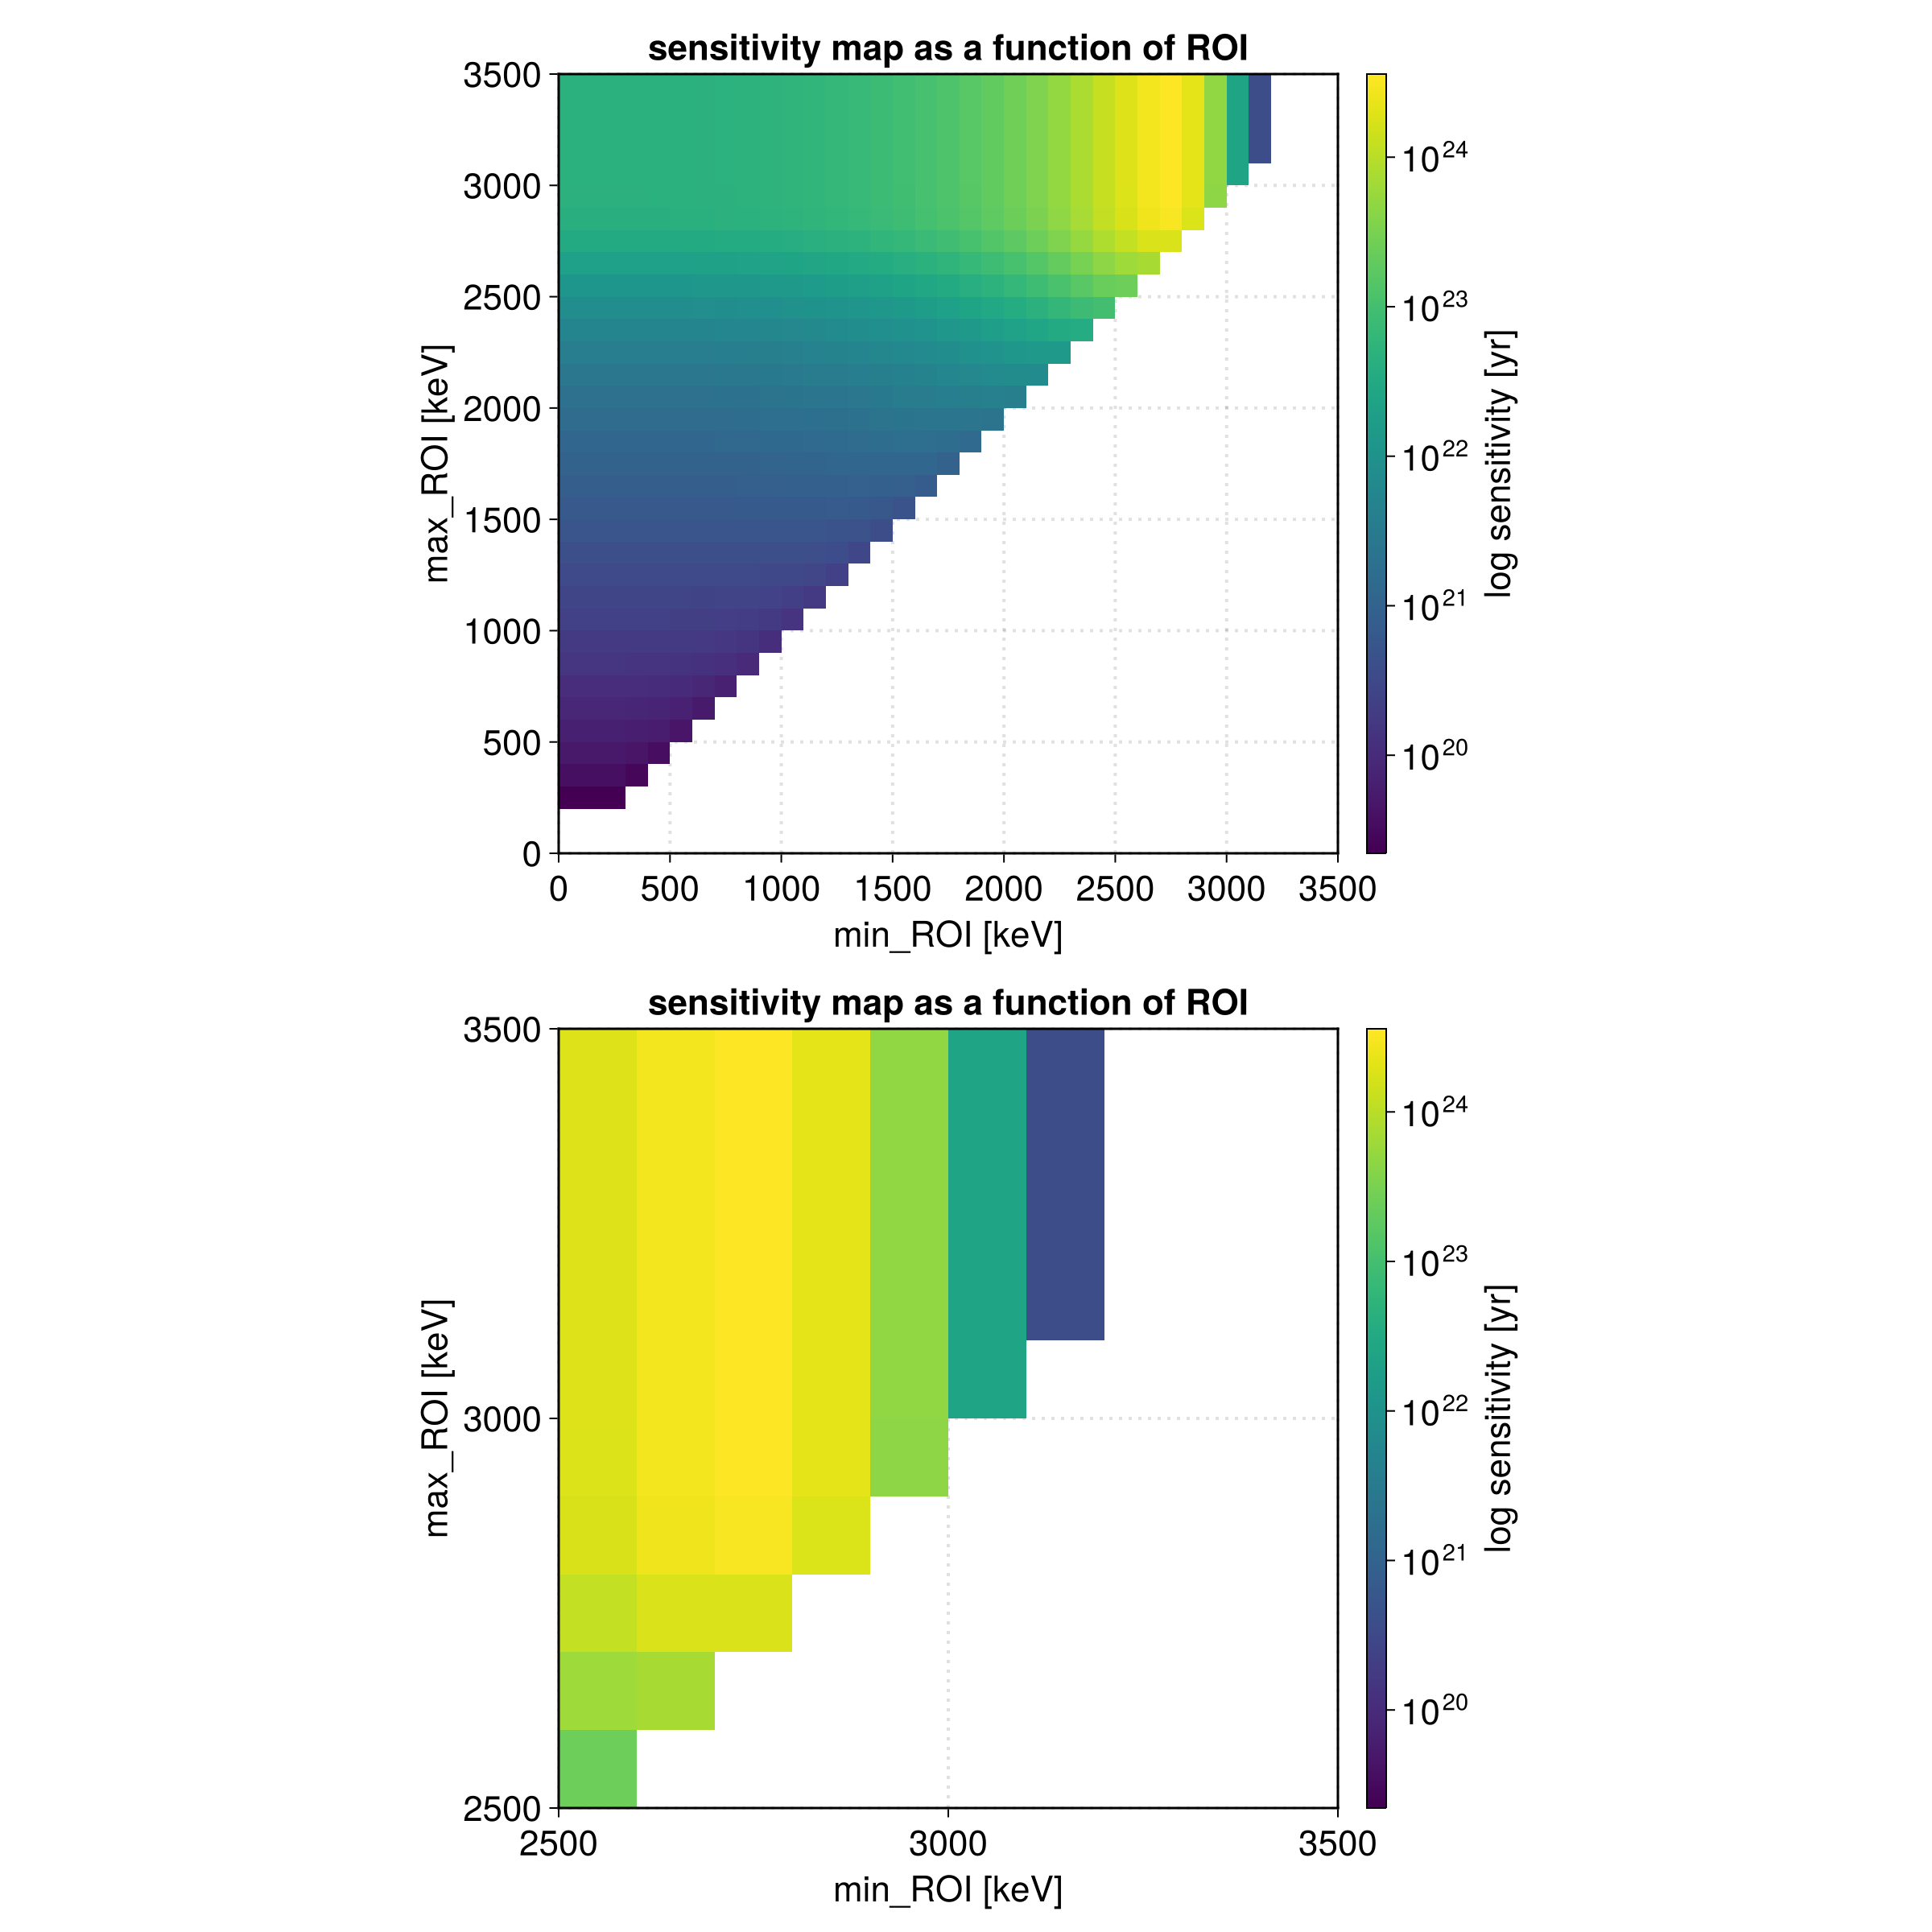 sensitivity map as a function of ROI
3500
3000
2500
2000
1500
1000
500
0
max_ROI [keV]
0 500 1000 1500 2000 2500 3000 3500
min_ROI [keV]
10^24
10^23
10^22
10^21
10^20
log sensitivity [yr]
sensitivity map as a function of ROI
3500
3000
2500
max_ROI [keV]
2500 3000 3500
min_ROI [keV]
10^24
10^23
10^22
10^21
10^20
log sensitivity [yr]